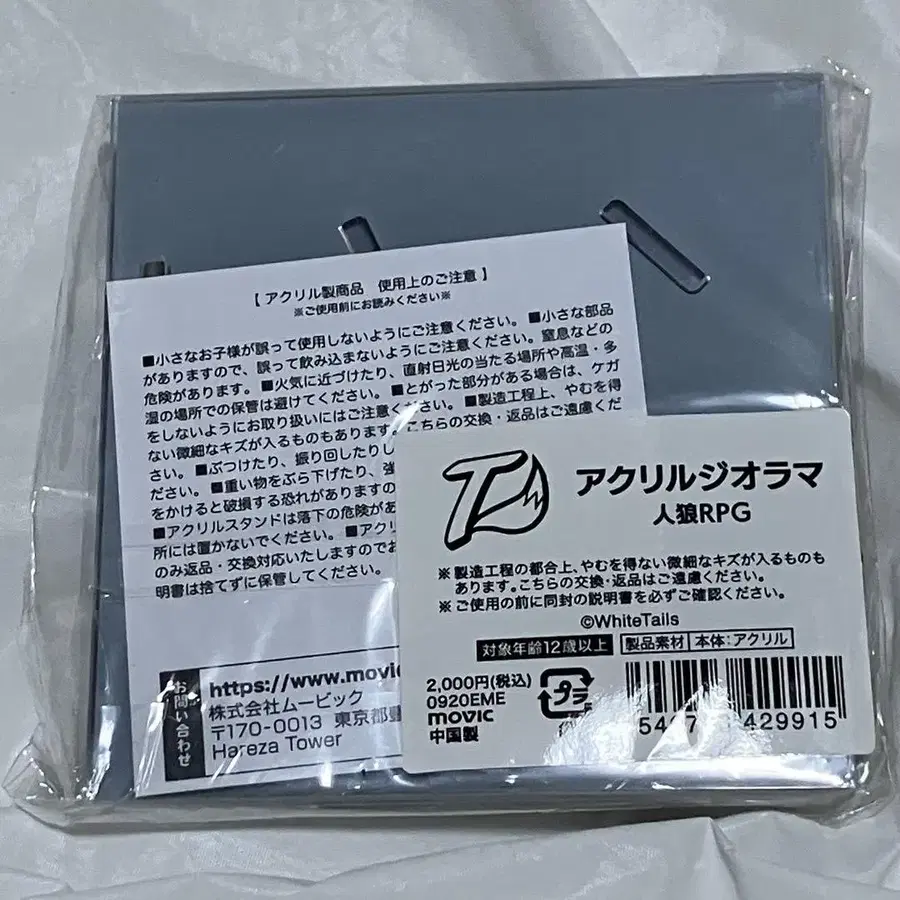 【 アクリル製商品 使用上のご注意 】
※ご使用前にお読みください※
■小さなお子様が誤って使用しないようにご注意ください。■小さな部品
がありますので、誤って飲み込まないようにご注意ください。窒息などの
危険があります。■火気に近づけたり、直射日光の当たる場所や高温・多
湿の場所での保管は避けてください。■とがった部分がある場合は、ケガ
をしないようにお取り扱いにはご注意ください。■製造工程上、やむを得
ない微細なキズが入るものもあります。こちらの交換・返品はご遠慮くだ
さい。■ぶつけたり、振り回したりし
ださい。■重い物をぶら下げたり、強
をかけると破損する恐れがありますの
■アクリルスタンドは落下の危険があ
所には置かないでください。■アク
のみ返品・交換対応いたしますのでお
明書は捨てずに保管してください。
お問い合わせ
https://www.movic
株式会社ムービック
〒170-0013 東京都豊
Hareza Tower
アクリルジオラマ
人狼RPG
※製造工程の都合上、やむを得ない微細なキズが入るものも
あります。こちらの交換・返品はご遠慮ください。
※ご使用の前に同封の説明書を必ずご確認ください。
©WhiteTails
対象年齢12歳以上 製品素材 本体:アクリル
2,000円(税込)
0920EME
movic
中国製
プラ
429915